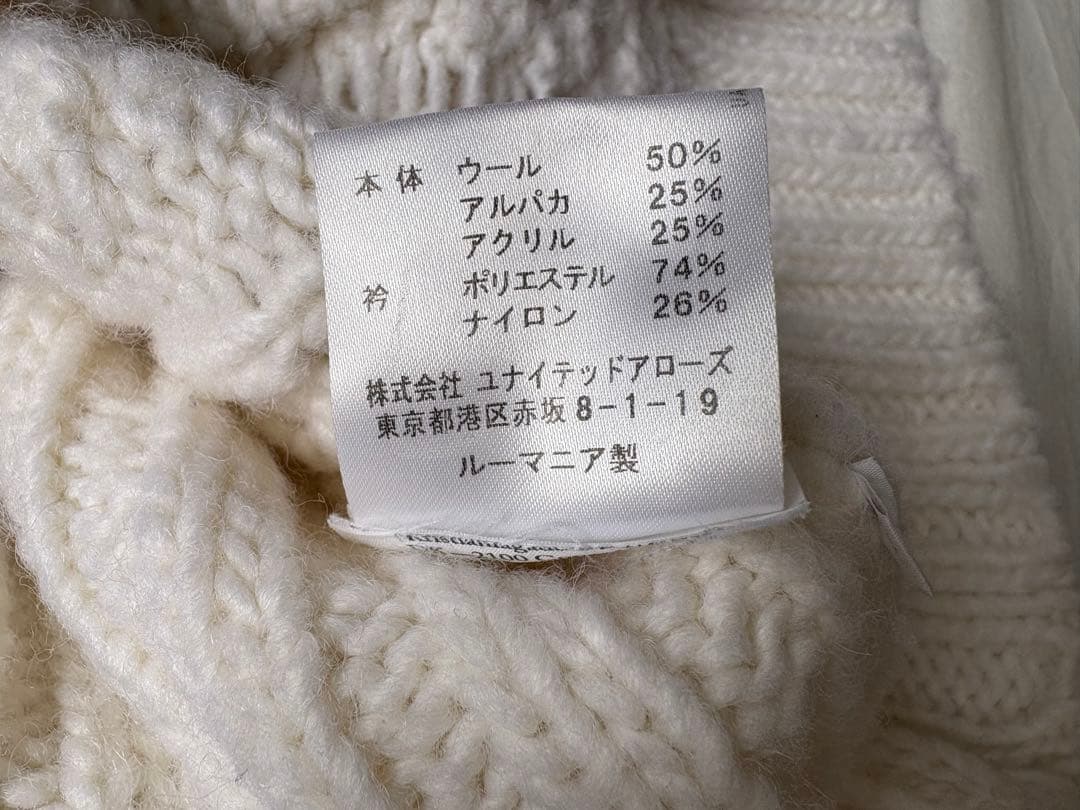 本体 ウール 50%
アルパカ 25%
アクリル 25%
衿 ポリエステル 74%
ナイロン 26%
株式会社 ユナイテッドアローズ
東京都港区赤坂8-1-19
ルーマニア製
2100